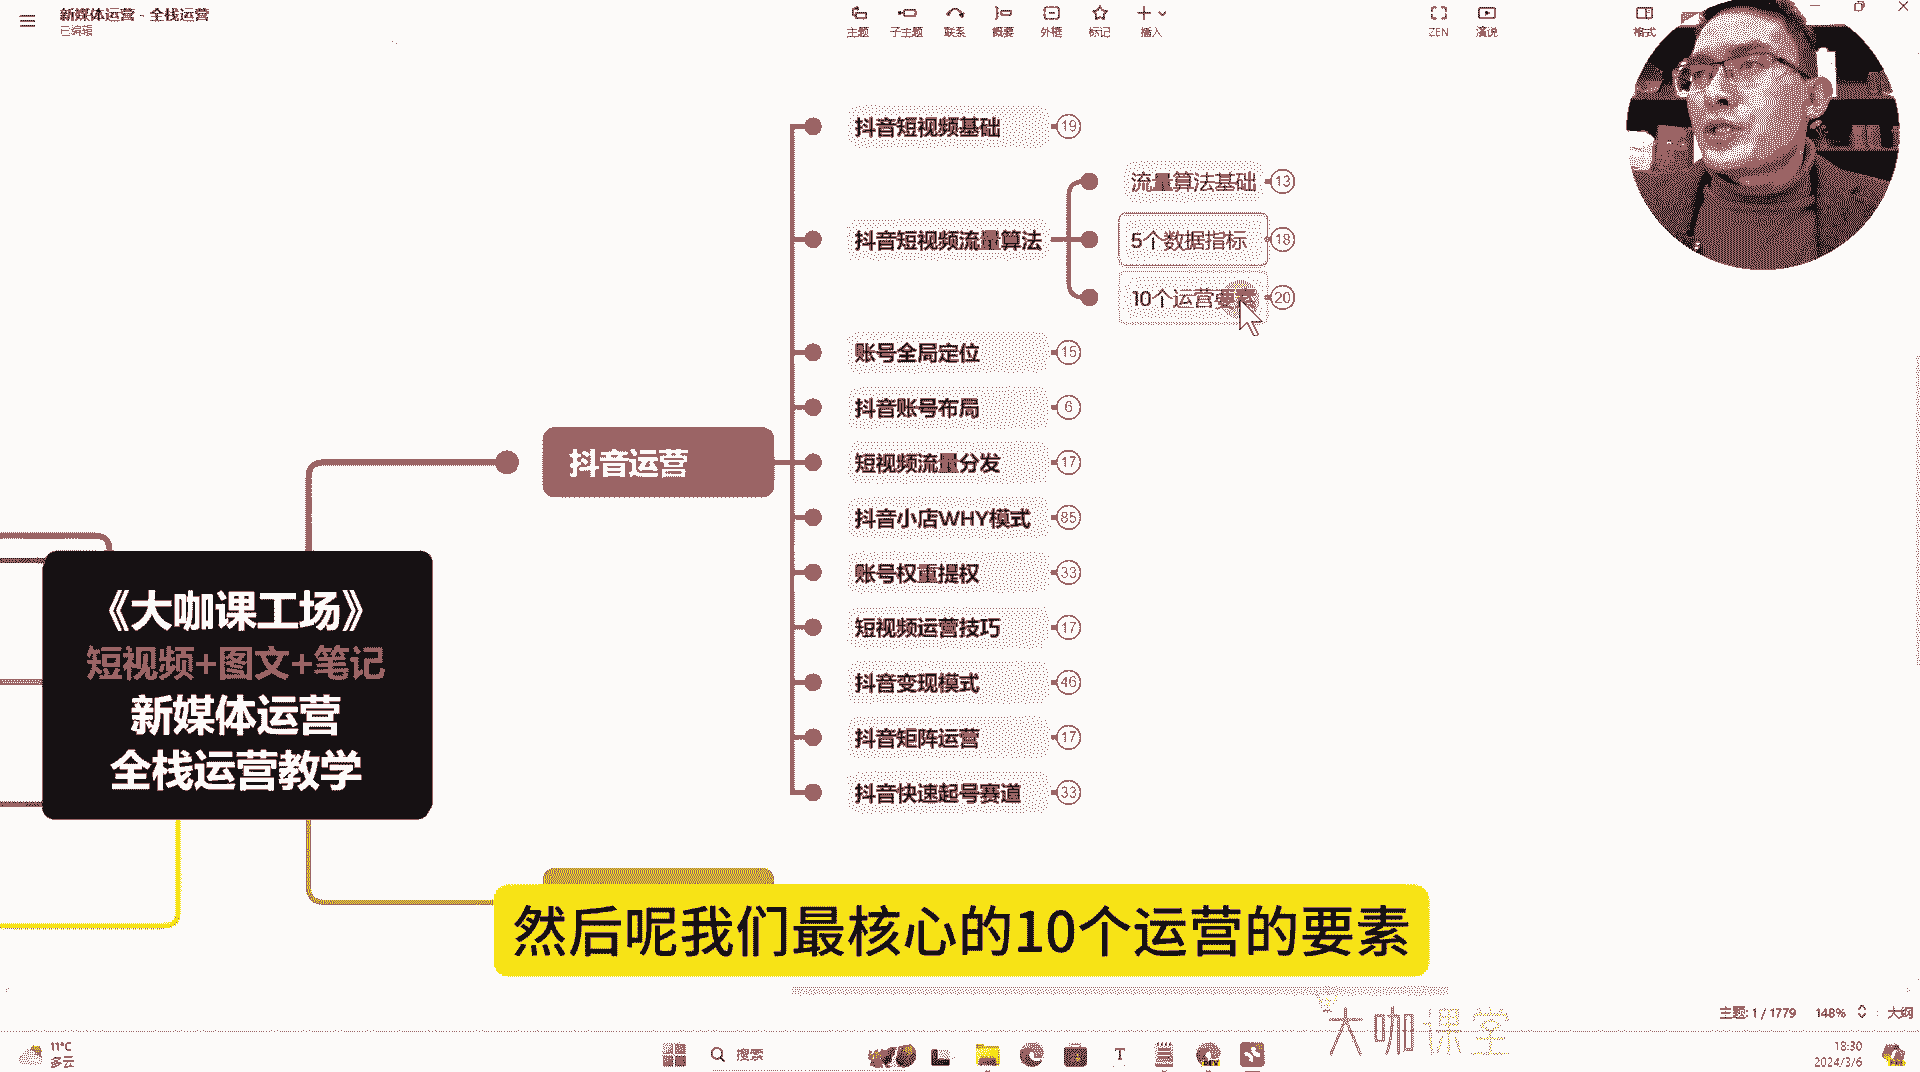 新媒体运营 - 全栈运营
已编辑
主题
子主题
联系
概要
外框
标记
插入
ZEN
演说
格式
抖音短视频基础
19
抖音短视频流量算法
流量算法基础
13
5个数据指标
18
10个运营要素
20
账号全局定位
15
抖音账号布局
6
短视频流量分发
17
抖音小店WHY模式
85
账号权重提权
33
短视频运营技巧
17
抖音变现模式
46
抖音矩阵运营
17
抖音快速起号赛道
33
抖音运营
《大咖课工场》
短视频+图文+笔记
新媒体运营
全栈运营教学
然后呢我们最核心的10个运营的要素
大咖课堂
主题: 1 / 1779
148%
大纲
11°C
多云
搜索
18:30
2024/3/6